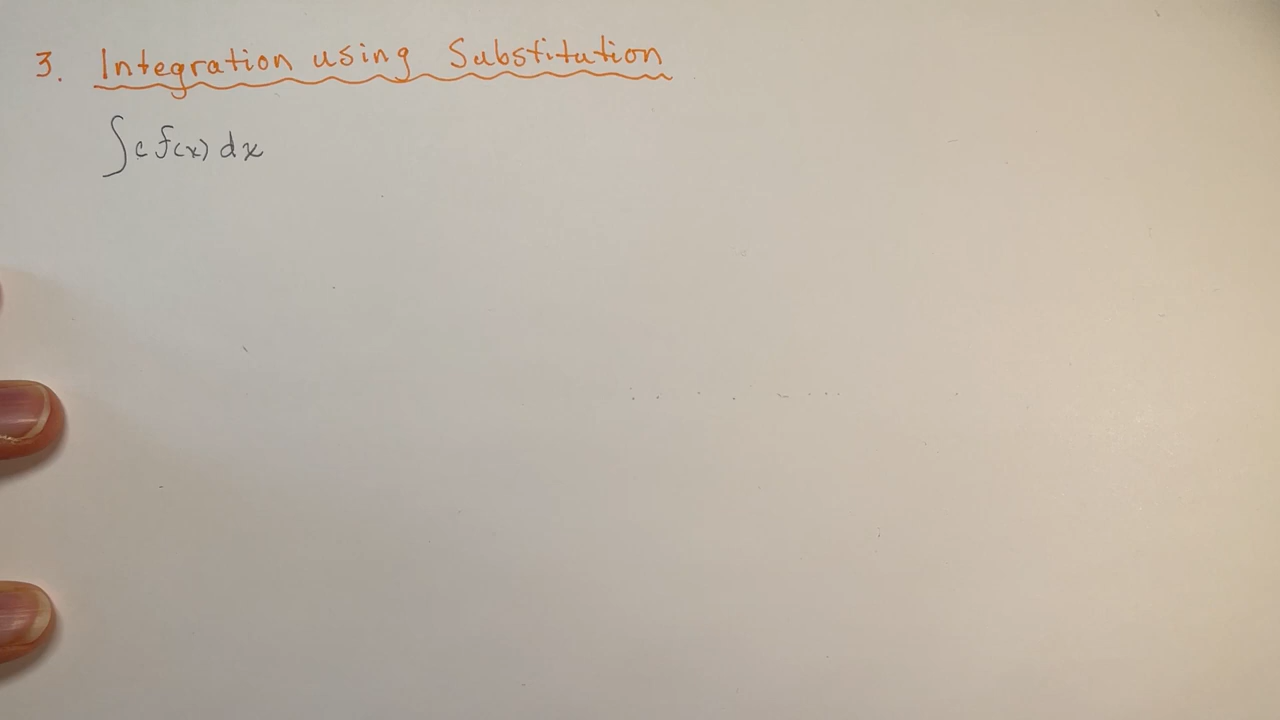 3. Integration using Substitution
∫c f(x) dx